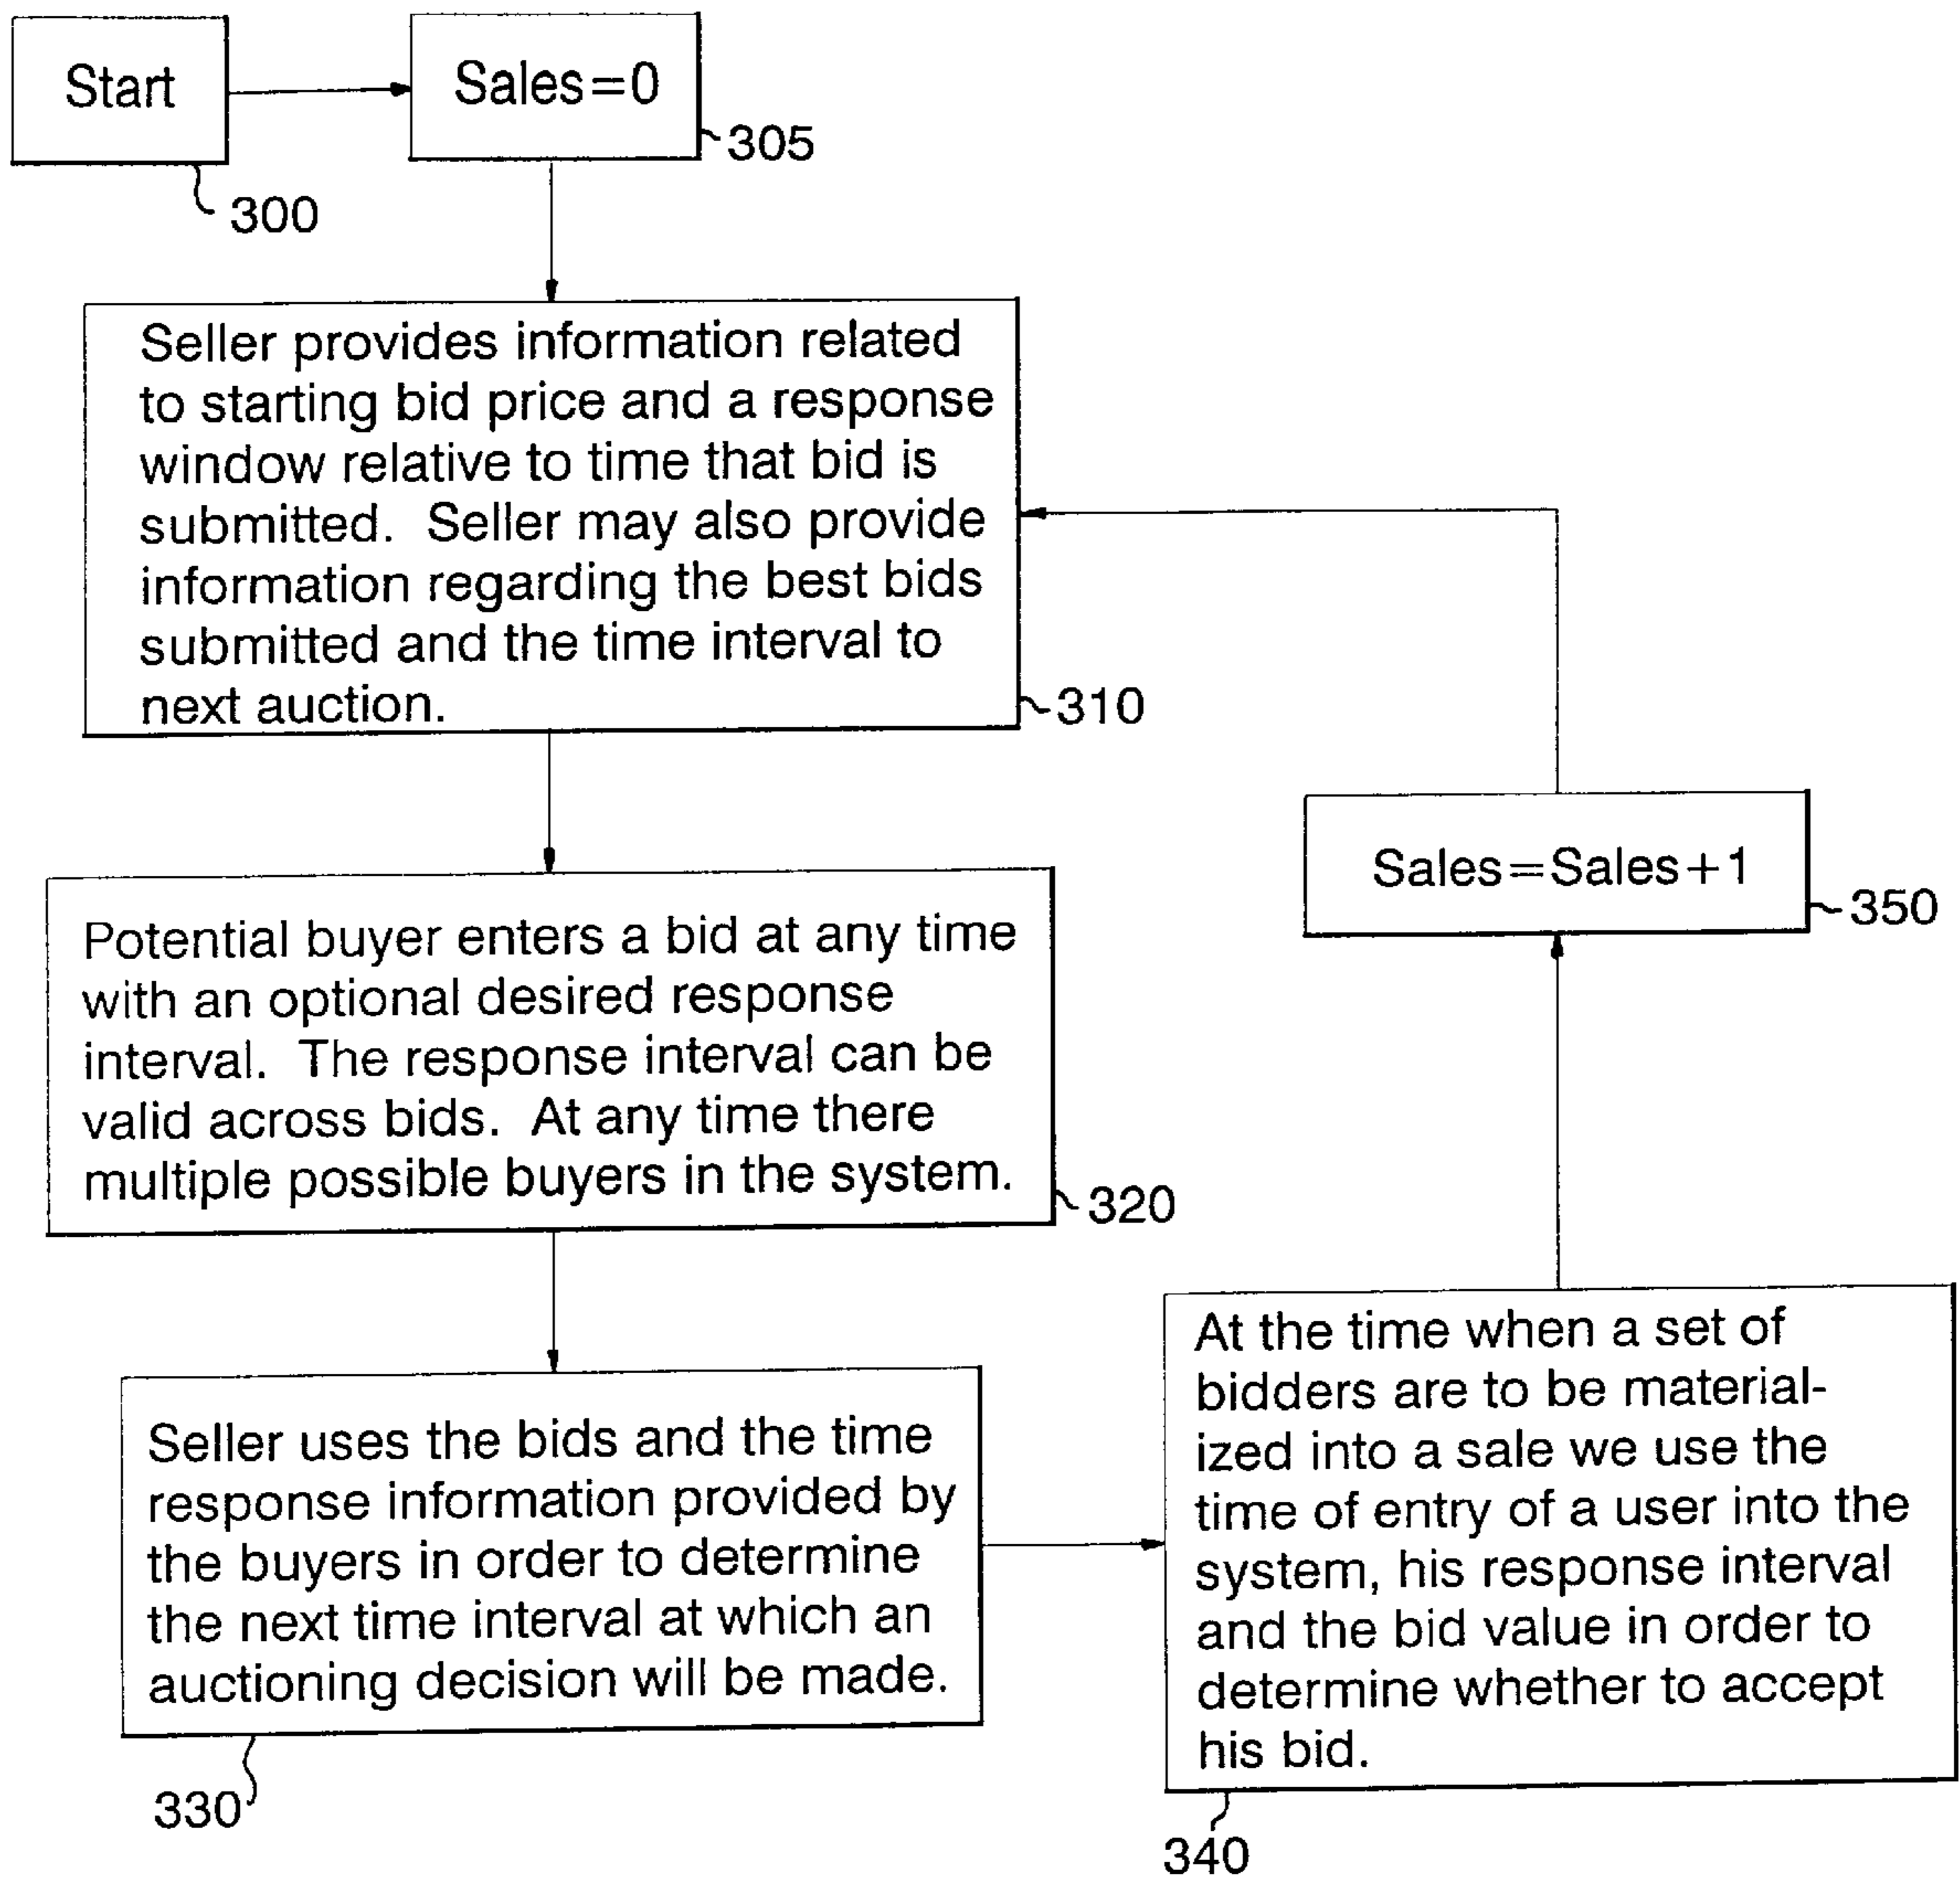 Start
Sales=0
305
300
Seller provides information related
to starting bid price and a response
window relative to time that bid is
submitted. Seller may also provide
information regarding the best bids
submitted and the time interval to
next auction.
310
Potential buyer enters a bid at any time
with an optional desired response
interval. The response interval can be
valid across bids. At any time there
multiple possible buyers in the system.
320
Seller uses the bids and the time
response information provided by
the buyers in order to determine
the next time interval at which an
auctioning decision will be made.
330
At the time when a set of
bidders are to be material-
ized into a sale we use the
time of entry of a user into the
system, his response interval
and the bid value in order to
determine whether to accept
his bid.
340
Sales=Sales+1
350